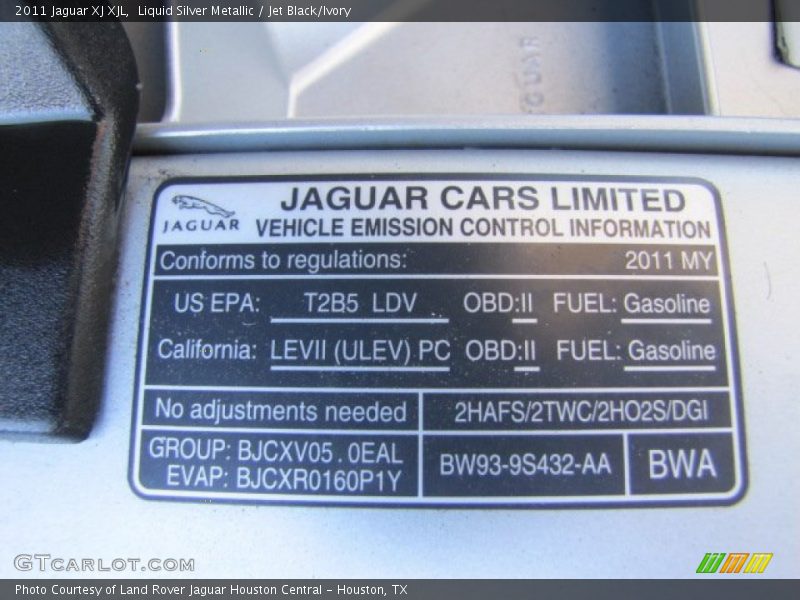 2011 Jaguar XJ XJL, Liquid Silver Metallic / Jet Black/Ivory
JAGUAR
JAGUAR CARS LIMITED
VEHICLE EMISSION CONTROL INFORMATION
Conforms to regulations: 2011 MY
US EPA: T2B5 LDV OBD:II FUEL: Gasoline
California: LEVII (ULEV) PC OBD:II FUEL: Gasoline
No adjustments needed 2HAFS/2TWC/2HO2S/DGI
GROUP: BJCXV05.0EAL
EVAP: BJCXR0160P1Y
BW93-9S432-AA BWA
GTCARLOT.COM
Photo Courtesy of Land Rover Jaguar Houston Central - Houston, TX